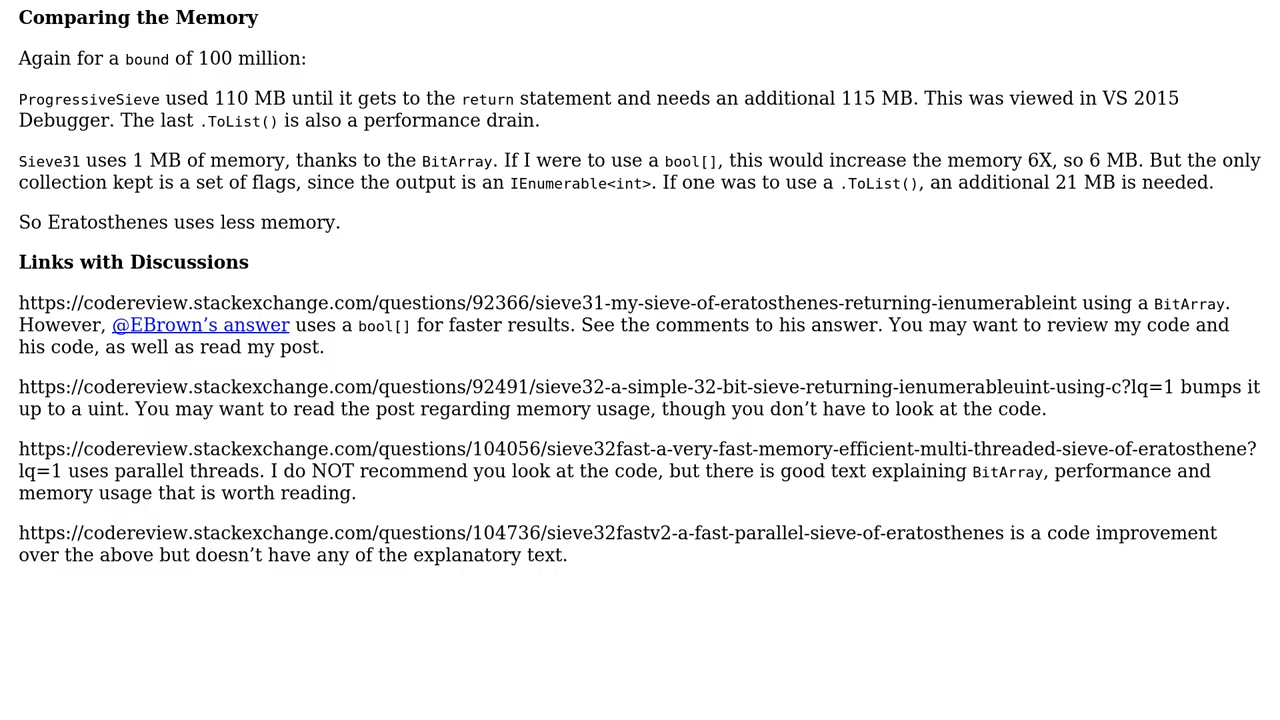 Comparing the Memory
Again for a bound of 100 million:
ProgressiveSieve used 110 MB until it gets to the return statement and needs an additional 115 MB. This was viewed in VS 2015
Debugger. The last .ToList() is also a performance drain.
Sieve31 uses 1 MB of memory, thanks to the BitArray. If I were to use a bool[], this would increase the memory 6X, so 6 MB. But the only
collection kept is a set of flags, since the output is an IEnumerable<int>. If one was to use a .ToList(), an additional 21 MB is needed.
So Eratosthenes uses less memory.
Links with Discussions
https://codereview.stackexchange.com/questions/92366/sieve31-my-sieve-of-eratosthenes-returning-ienumerableint using a BitArray.
However, @EBrown’s answer uses a bool[] for faster results. See the comments to his answer. You may want to review my code and
his code, as well as read my post.
https://codereview.stackexchange.com/questions/92491/sieve32-a-simple-32-bit-sieve-returning-ienumerableuint-using-c?lq=1 bumps it
up to a uint. You may want to read the post regarding memory usage, though you don’t have to look at the code.
https://codereview.stackexchange.com/questions/104056/sieve32fast-a-very-fast-memory-efficient-multi-threaded-sieve-of-eratosthene?
lq=1 uses parallel threads. I do NOT recommend you look at the code, but there is good text explaining BitArray, performance and
memory usage that is worth reading.
https://codereview.stackexchange.com/questions/104736/sieve32fastv2-a-fast-parallel-sieve-of-eratosthenes is a code improvement
over the above but doesn’t have any of the explanatory text.